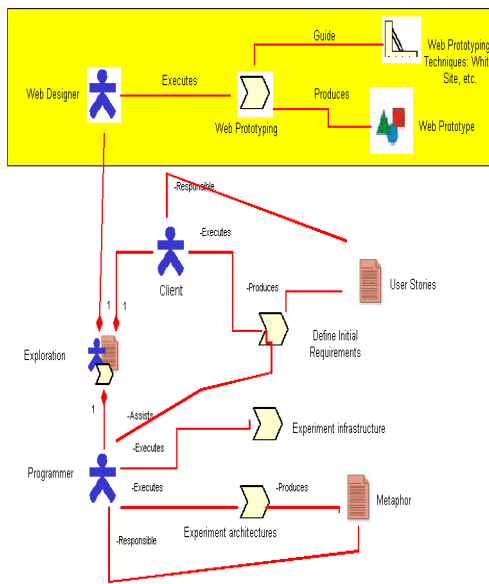 Guide
Web Prototyping
Techniques: Whit
Site, etc.
Executes
Web Designer
Produces
Web Prototyping
Web Prototype
-Responsible
-Executes
Client
-Produces
User Stories
1
1
Define Initial
Requirements
Exploration
1
-Assists
Experiment infrastructure
-Executes
Programmer
-Executes
-Produces
Metaphor
Experiment architectures
-Responsible